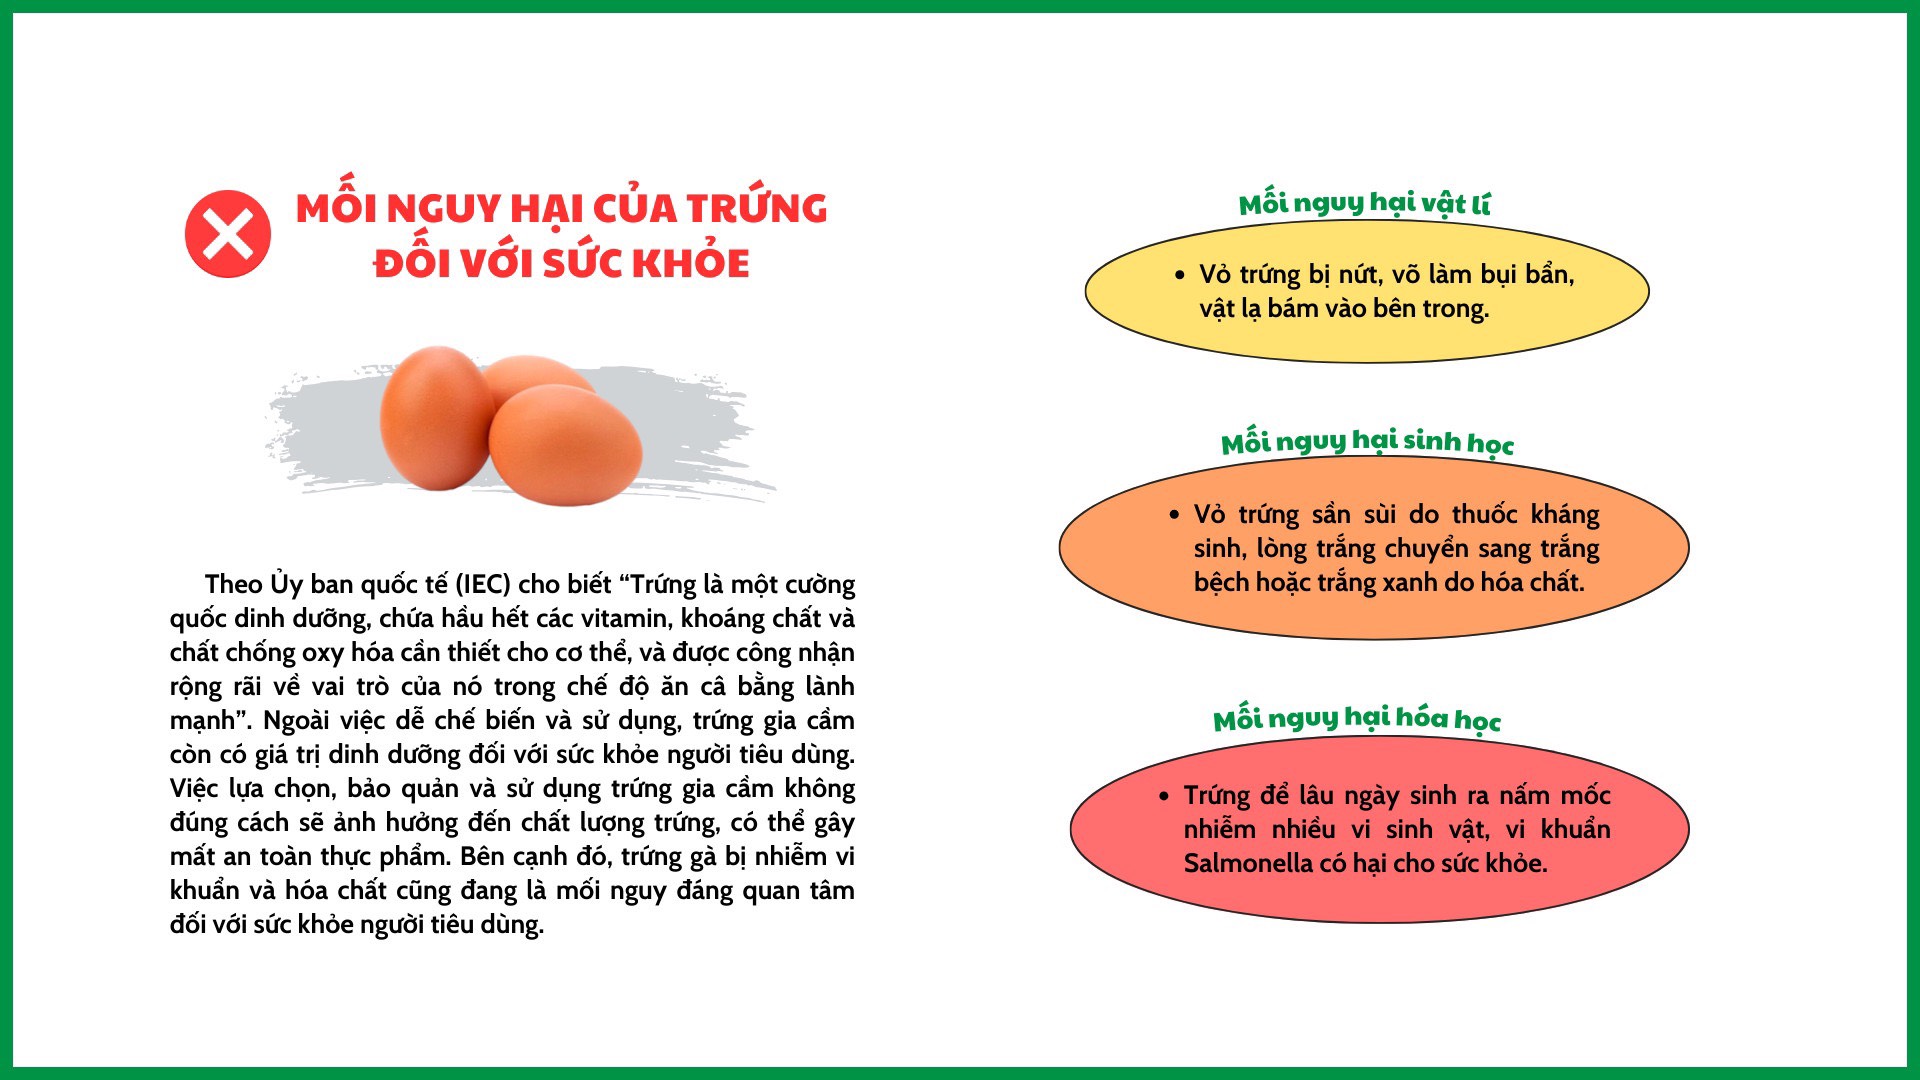 MỐI NGUY HẠI CỦA TRỨNG
ĐỐI VỚI SỨC KHỎE
Theo Ủy ban quốc tế (IEC) cho biết “Trứng là một cường
quốc dinh dưỡng, chứa hầu hết các vitamin, khoáng chất và
chất chống oxy hóa cần thiết cho cơ thể, và được công nhận
rộng rãi về vai trò của nó trong chế độ ăn câ bằng lành
mạnh”. Ngoài việc dễ chế biến và sử dụng, trứng gia cầm
còn có giá trị dinh dưỡng đối với sức khỏe người tiêu dùng.
Việc lựa chọn, bảo quản và sử dụng trứng gia cầm không
đúng cách sẽ ảnh hưởng đến chất lượng trứng, có thể gây
mất an toàn thực phẩm. Bên cạnh đó, trứng gà bị nhiễm vi
khuẩn và hóa chất cũng đang là mối nguy đáng quan tâm
đối với sức khỏe người tiêu dùng.
Mối nguy hại vật lí
• Vỏ trứng bị nứt, võ làm bụi bẩn,
vật lạ bám vào bên trong.
Mối nguy hại sinh học
• Vỏ trứng sần sùi do thuốc kháng
sinh, lòng trắng chuyển sang trắng
bệch hoặc trắng xanh do hóa chất.
Mối nguy hại hóa học
• Trứng để lâu ngày sinh ra nấm mốc
nhiễm nhiều vi sinh vật, vi khuẩn
Salmonella có hại cho sức khỏe.